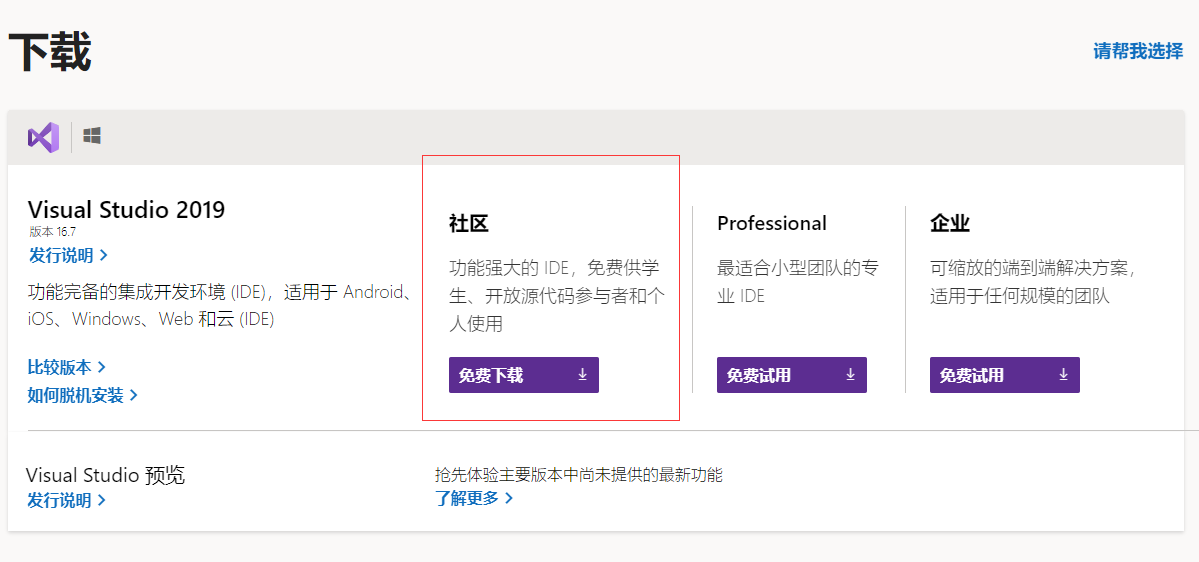 下载
请帮我选择
Visual Studio 2019
版本 16.7
发行说明
功能完备的集成开发环境 (IDE)，适用于 Android、
iOS、Windows、Web 和云 (IDE)
比较版本
如何脱机安装
社区
功能强大的 IDE，免费供学
生、开放源代码参与者和个
人使用
免费下载
Professional
最适合小型团队的专
业 IDE
免费试用
企业
可缩放的端到端解决方案，
适用于任何规模的团队
免费试用
Visual Studio 预览
发行说明
抢先体验主要版本中尚未提供的最新功能
了解更多